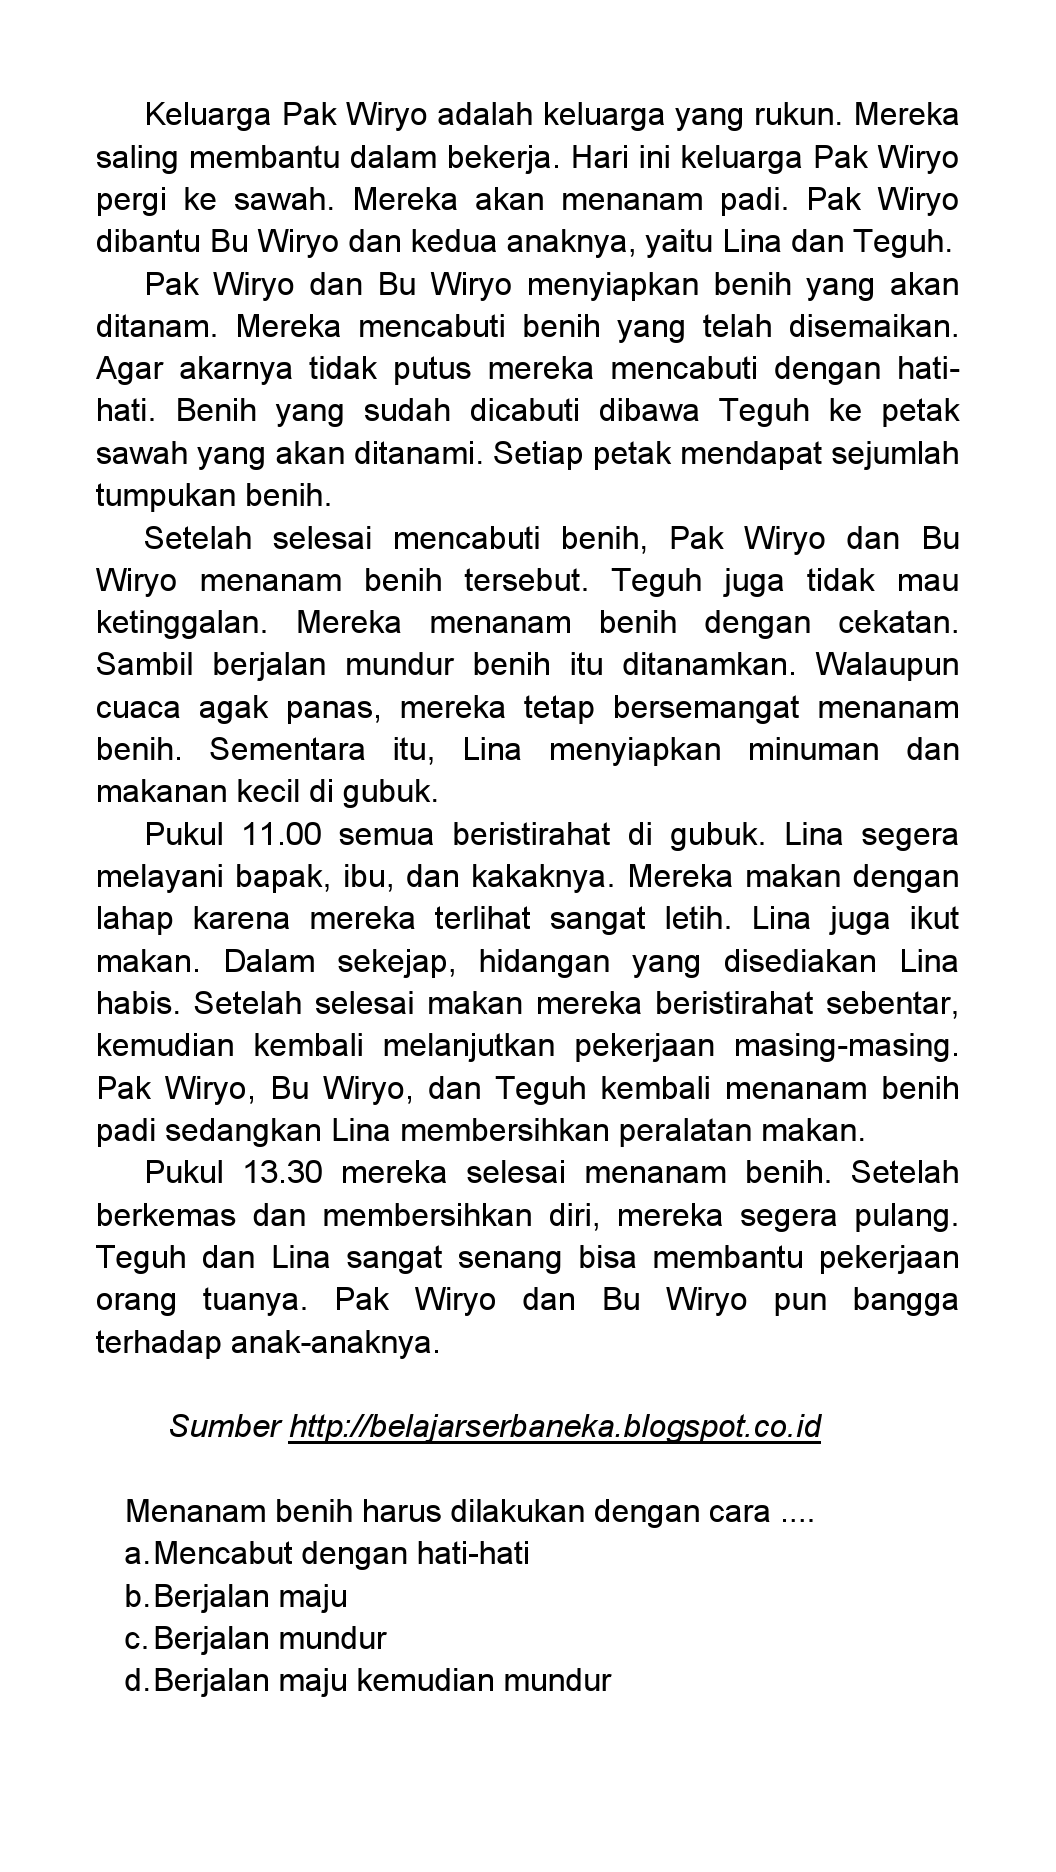 Keluarga Pak Wiryo adalah keluarga yang rukun. Mereka
saling membantu dalam bekerja. Hari ini keluarga Pak Wiryo
pergi ke sawah. Mereka akan menanam padi. Pak Wiryo
dibantu Bu Wiryo dan kedua anaknya, yaitu Lina dan Teguh.
Pak Wiryo dan Bu Wiryo menyiapkan benih yang akan
ditanam. Mereka mencabuti benih yang telah disemaikan.
Agar akarnya tidak putus mereka mencabuti dengan hati-
hati. Benih yang sudah dicabuti dibawa Teguh ke petak
sawah yang akan ditanami. Setiap petak mendapat sejumlah
tumpukan benih.
Setelah selesai mencabuti benih, Pak Wiryo dan Bu
Wiryo menanam benih tersebut. Teguh juga tidak mau
ketinggalan. Mereka menanam benih dengan cekatan.
Sambil berjalan mundur benih itu ditanamkan. Walaupun
cuaca agak panas, mereka tetap bersemangat menanam
benih. Sementara itu, Lina menyiapkan minuman dan
makanan kecil di gubuk.
Pukul 11.00 semua beristirahat di gubuk. Lina segera
melayani bapak, ibu, dan kakaknya. Mereka makan dengan
lahap karena mereka terlihat sangat letih. Lina juga ikut
makan. Dalam sekejap, hidangan yang disediakan Lina
habis. Setelah selesai makan mereka beristirahat sebentar,
kemudian kembali melanjutkan pekerjaan masing-masing.
Pak Wiryo, Bu Wiryo, dan Teguh kembali menanam benih
padi sedangkan Lina membersihkan peralatan makan.
Pukul 13.30 mereka selesai menanam benih. Setelah
berkemas dan membersihkan diri, mereka segera pulang.
Teguh dan Lina sangat senang bisa membantu pekerjaan
orang tuanya. Pak Wiryo dan Bu Wiryo pun bangga
terhadap anak-anaknya.
Sumber http://belajarserbaneka.blogspot.co.id
Menanam benih harus dilakukan dengan cara ....
a. Mencabut dengan hati-hati
b. Berjalan maju
c. Berjalan mundur
d. Berjalan maju kemudian mundur